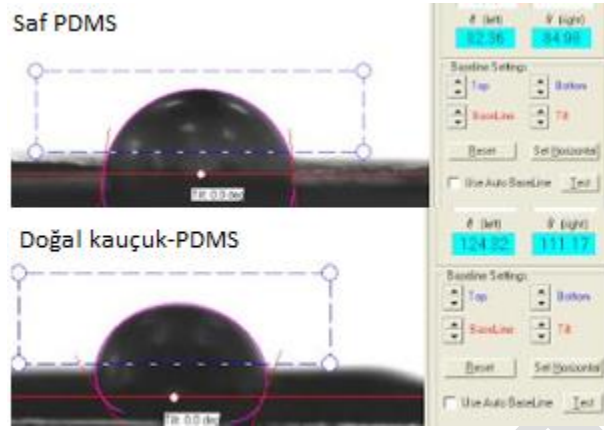 Saf PDMS
θ (left) θ (right)
82.36 84.98
Baseline Settings
Top Bottom
BaseLine Tilt
Reset Set Horizontal
Use Auto BaseLine Test
Tilt: 0.0 deg
Doğal kauçuk-PDMS
θ (left) θ (right)
124.32 111.17
Baseline Settings
Top Bottom
BaseLine Tilt
Reset Set Horizontal
Use Auto BaseLine Test
Tilt: 0.0 deg